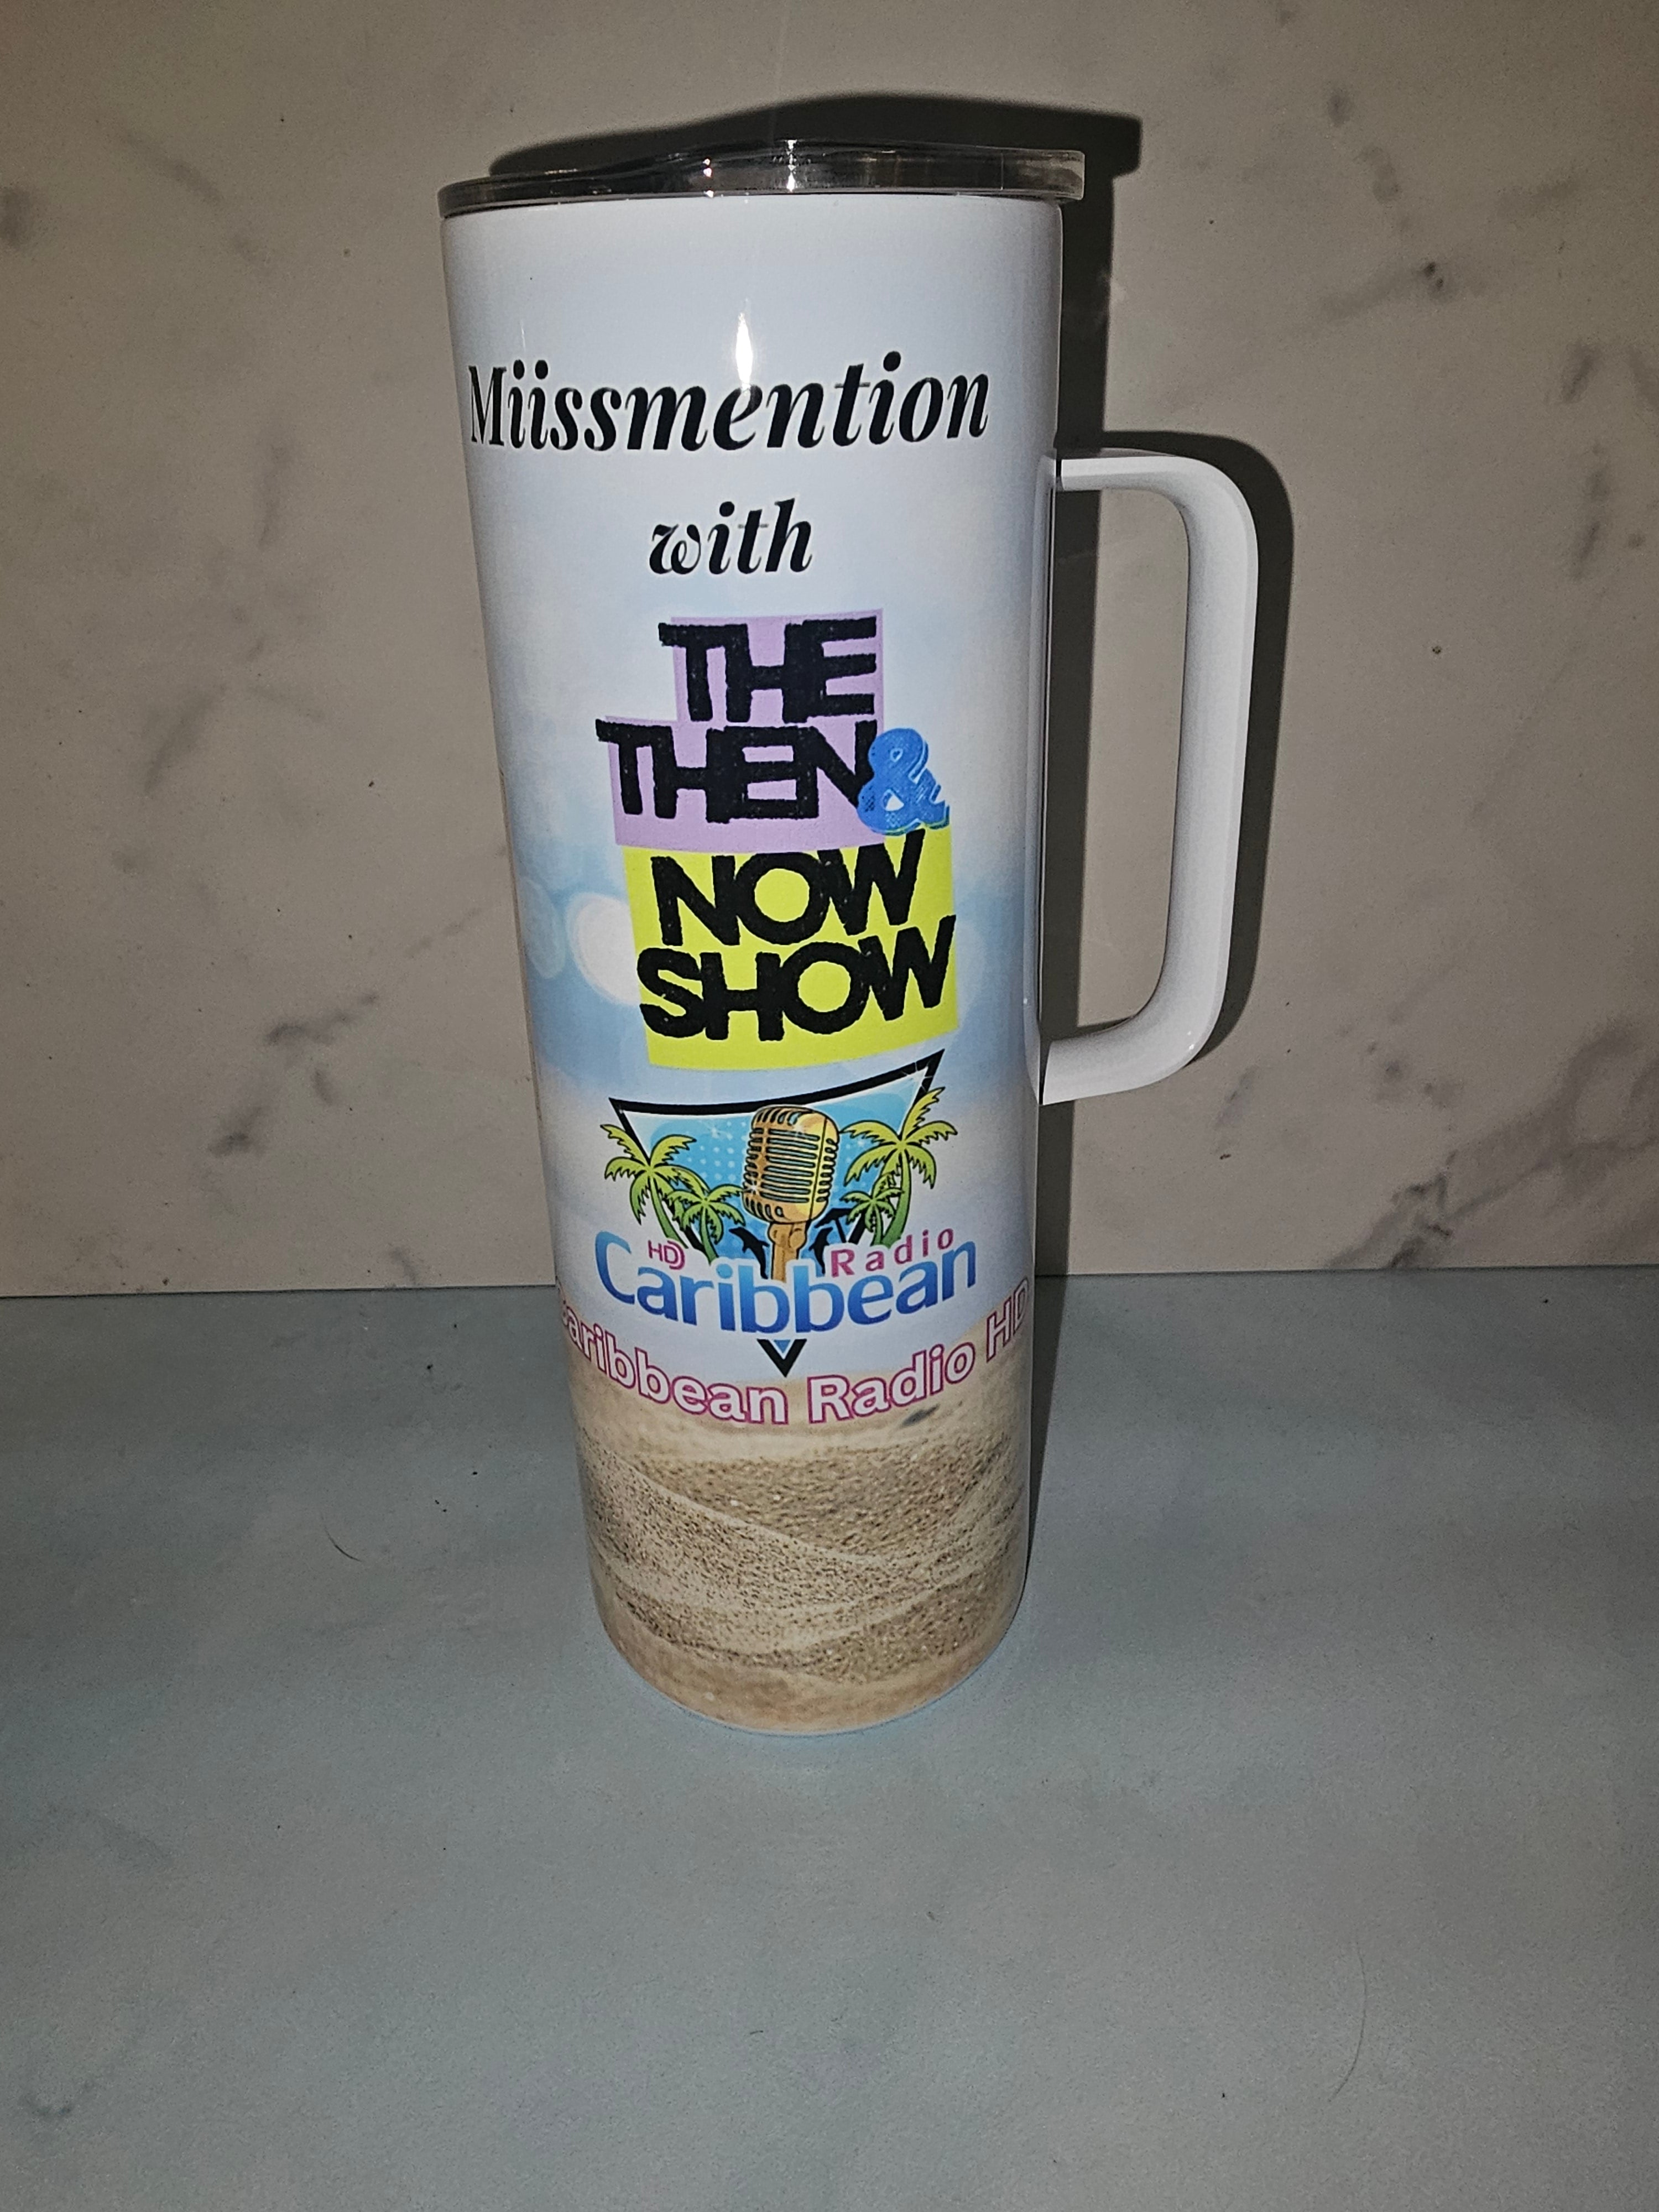 Miissmention
with
THE
THEN &
NOW
SHOW
HD Radio
Caribbean
Caribbean Radio HD